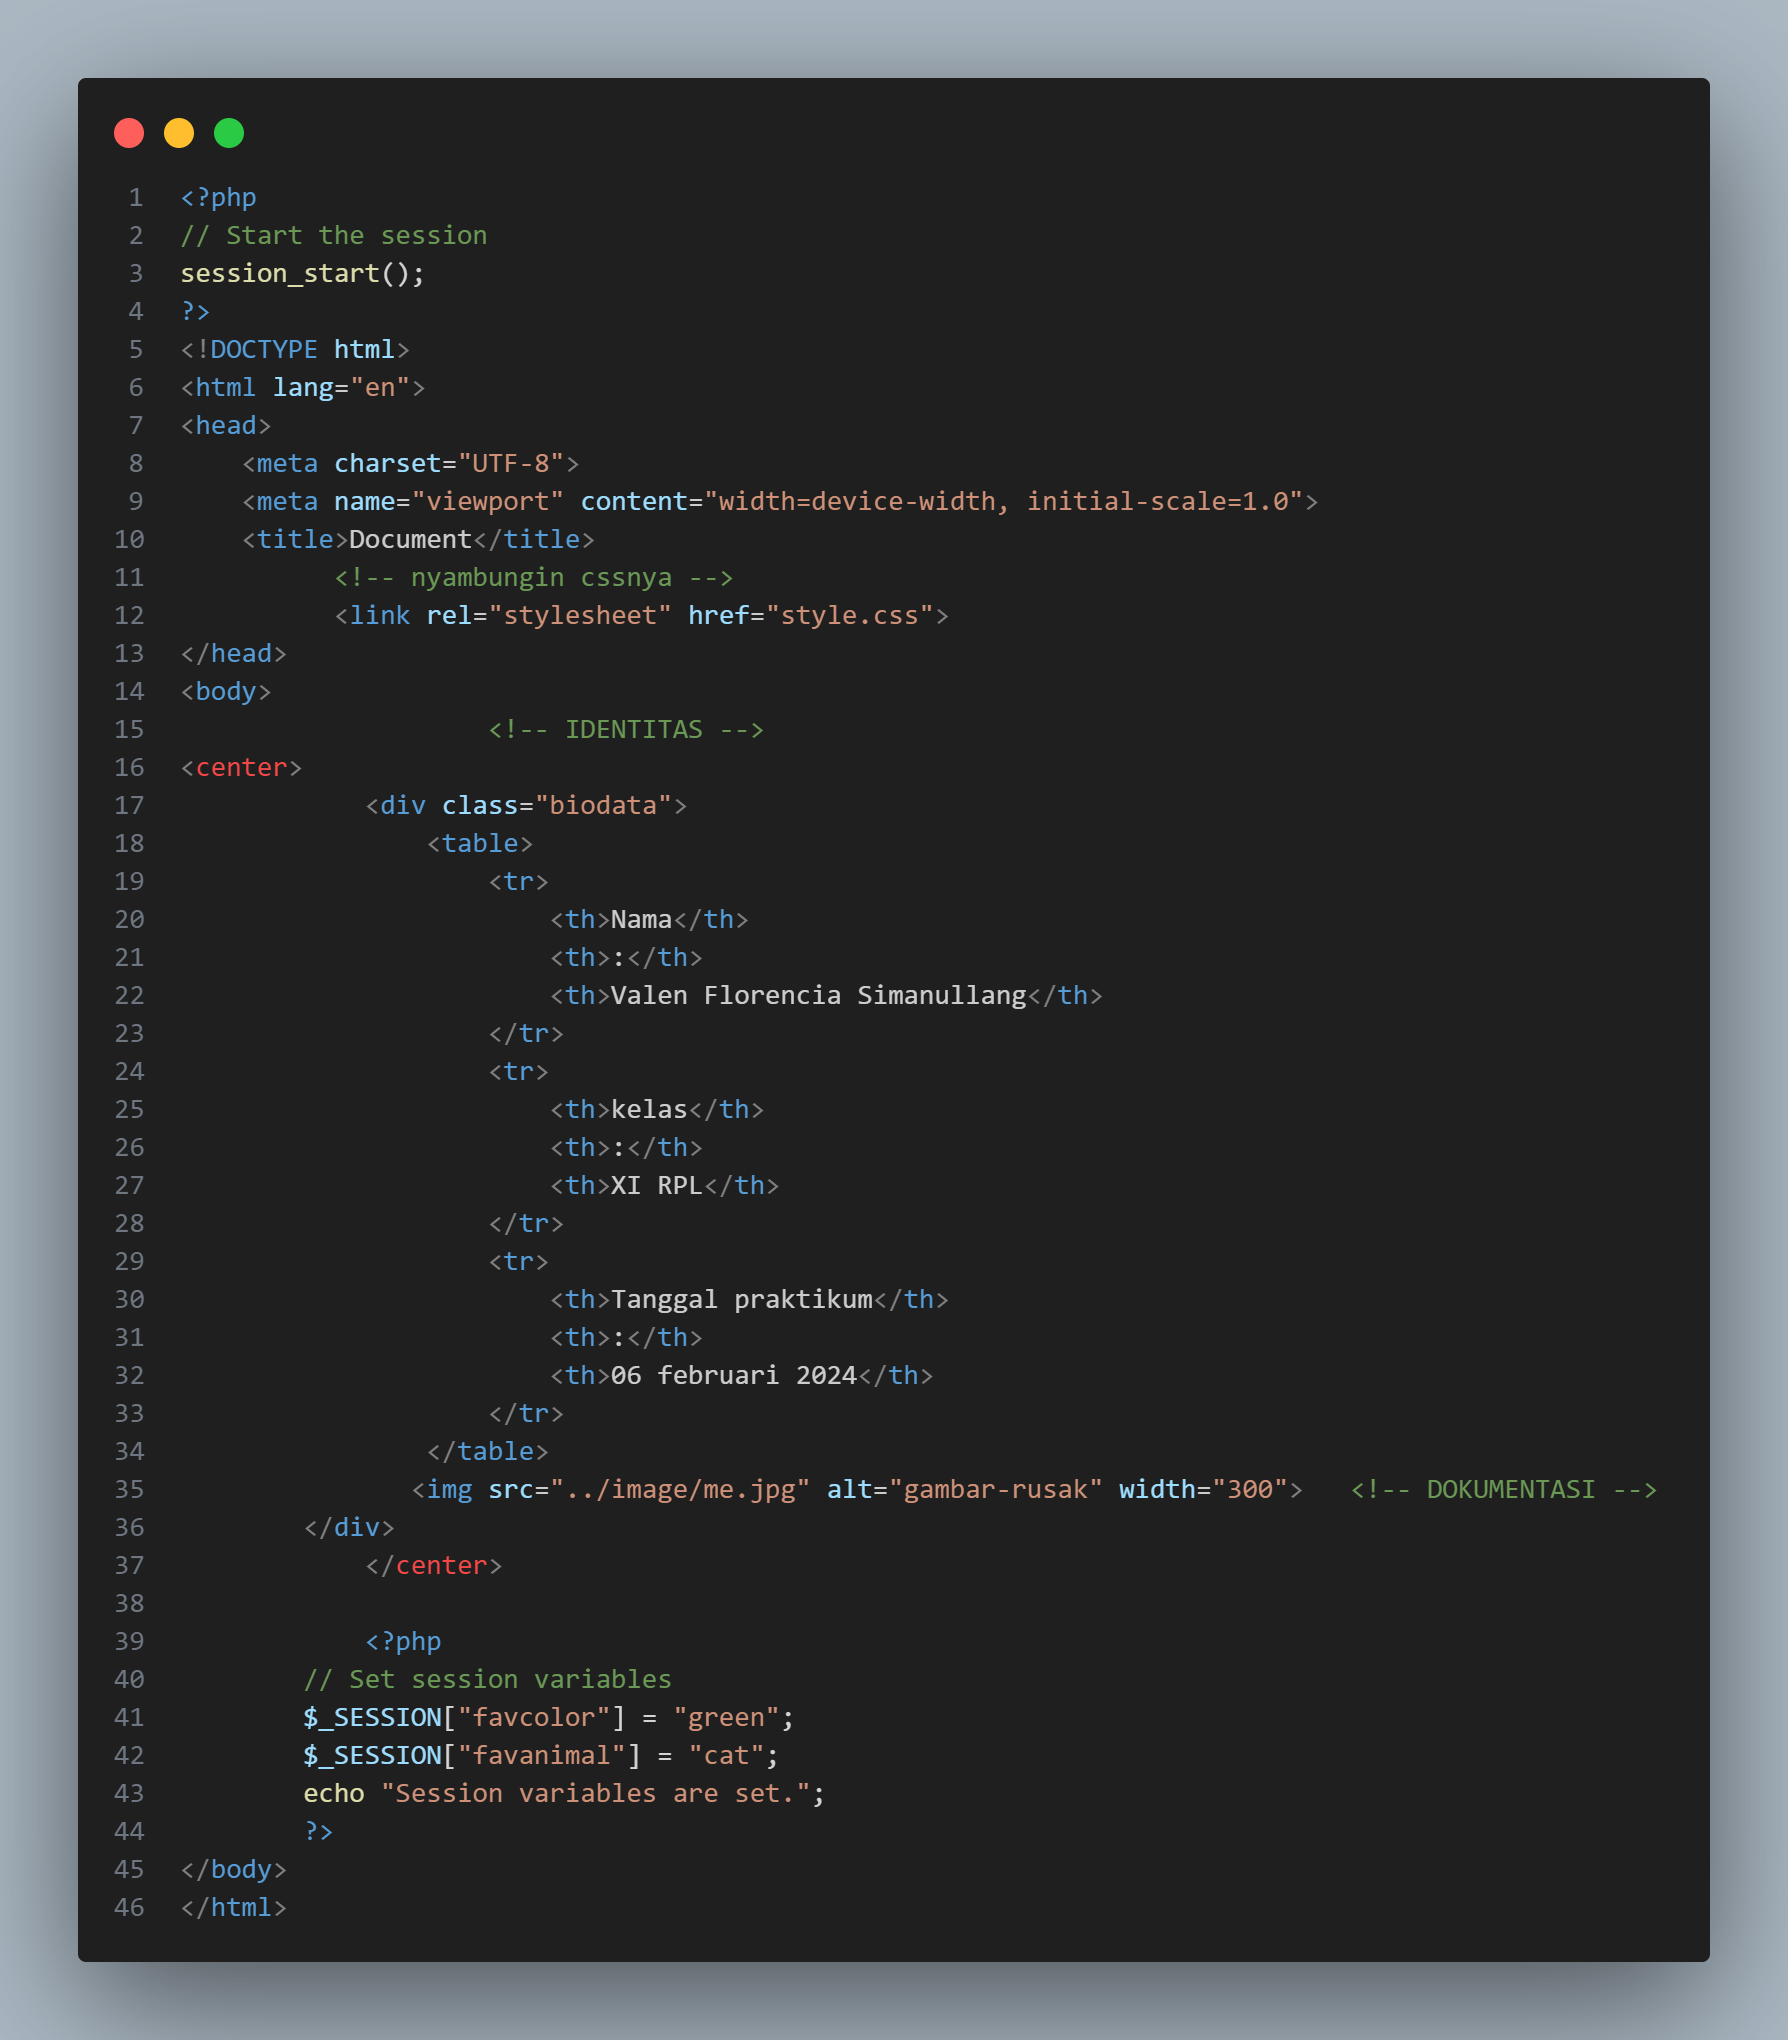 1 <?php
2 // Start the session
3 session_start();
4 ?>
5 <!DOCTYPE html>
6 <html lang="en">
7 <head>
8     <meta charset="UTF-8">
9     <meta name="viewport" content="width=device-width, initial-scale=1.0">
10     <title>Document</title>
11           <!-- nyambungin cssnya -->
12           <link rel="stylesheet" href="style.css">
13 </head>
14 <body>
15                     <!-- IDENTITAS -->
16 <center>
17             <div class="biodata">
18                 <table>
19                     <tr>
20                         <th>Nama</th>
21                         <th>:</th>
22                         <th>Valen Florencia Simanullang</th>
23                     </tr>
24                     <tr>
25                         <th>kelas</th>
26                         <th>:</th>
27                         <th>XI RPL</th>
28                     </tr>
29                     <tr>
30                         <th>Tanggal praktikum</th>
31                         <th>:</th>
32                         <th>06 februari 2024</th>
33                     </tr>
34                 </table>
35                <img src="../image/me.jpg" alt="gambar-rusak" width="300">   <!-- DOKUMENTASI -->
36         </div>
37             </center>
38
39             <?php
40         // Set session variables
41         $_SESSION["favcolor"] = "green";
42         $_SESSION["favanimal"] = "cat";
43         echo "Session variables are set.";
44         ?>
45 </body>
46 </html>